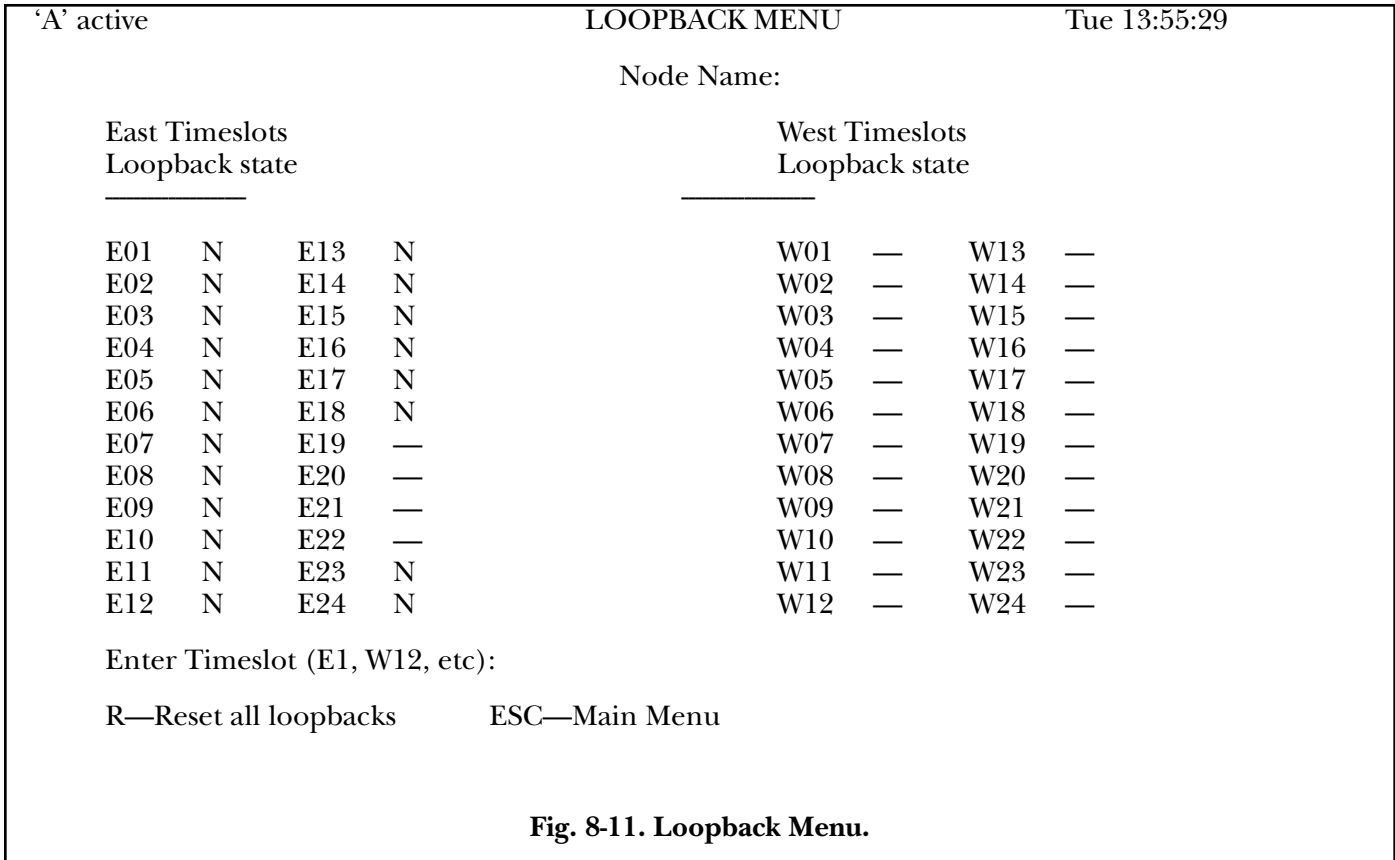 ‘A’ active LOOPBACK MENU Tue 13:55:29
Node Name:
East Timeslots West Timeslots
Loopback state Loopback state
E01 N E13 N W01 — W13 —
E02 N E14 N W02 — W14 —
E03 N E15 N W03 — W15 —
E04 N E16 N W04 — W16 —
E05 N E17 N W05 — W17 —
E06 N E18 N W06 — W18 —
E07 N E19 — W07 — W19 —
E08 N E20 — W08 — W20 —
E09 N E21 — W09 — W21 —
E10 N E22 — W10 — W22 —
E11 N E23 N W11 — W23 —
E12 N E24 N W12 — W24 —
Enter Timeslot (E1, W12, etc):
R—Reset all loopbacks ESC—Main Menu
Fig. 8-11. Loopback Menu.